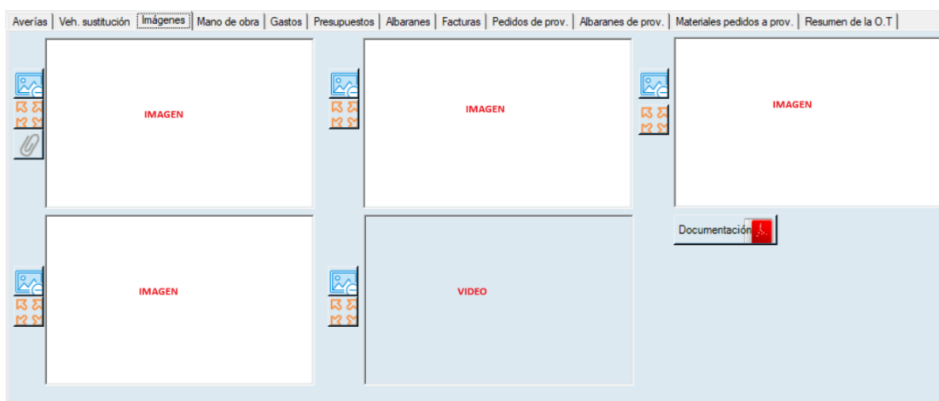 Averías Veh. sustitución Imágenes Mano de obra Gastos Presupuestos Albaranes Facturas Pedidos de prov. Albaranes de prov. Materiales pedidos a prov. Resumen de la O.T
IMAGEN IMAGEN IMAGEN
Documentación
IMAGEN VIDEO